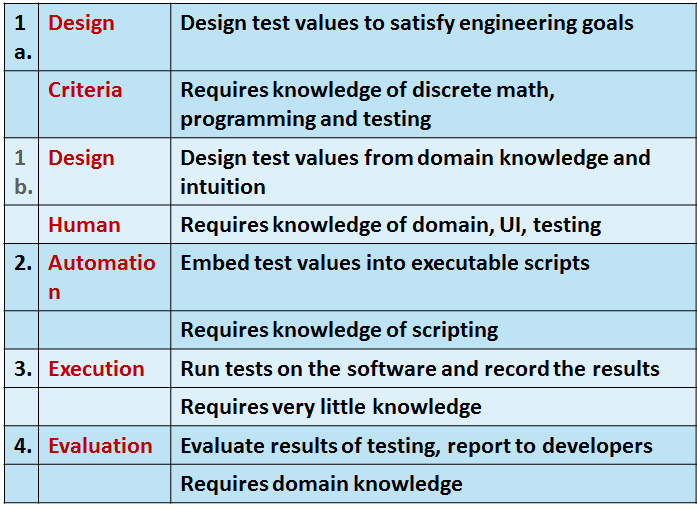 1 Design Design test values to satisfy engineering goals
a.
Criteria Requires knowledge of discrete math,
programming and testing
1 Design Design test values from domain knowledge and
b. intuition
Human Requires knowledge of domain, UI, testing
2. Automatio Embed test values into executable scripts
n
Requires knowledge of scripting
3. Execution Run tests on the software and record the results
Requires very little knowledge
4. Evaluation Evaluate results of testing, report to developers
Requires domain knowledge